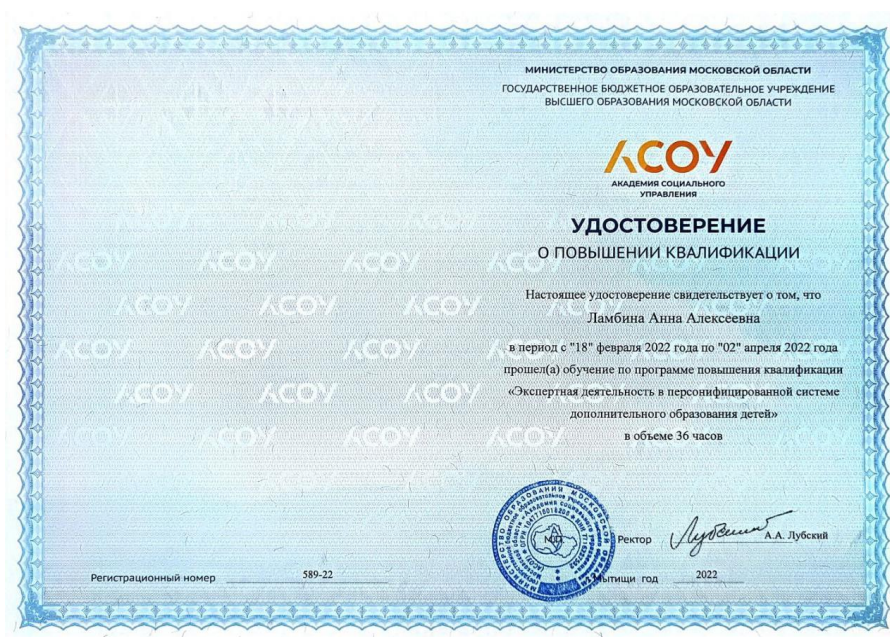 МИНИСТЕРСТВО ОБРАЗОВАНИЯ МОСКОВСКОЙ ОБЛАСТИ
ГОСУДАРСТВЕННОЕ БЮДЖЕТНОЕ ОБРАЗОВАТЕЛЬНОЕ УЧРЕЖДЕНИЕ
ВЫСШЕГО ОБРАЗОВАНИЯ МОСКОВСКОЙ ОБЛАСТИ
АСОУ
АКАДЕМИЯ СОЦИАЛЬНОГО
УПРАВЛЕНИЯ
УДОСТОВЕРЕНИЕ
О ПОВЫШЕНИИ КВАЛИФИКАЦИИ
Настоящее удостоверение свидетельствует о том, что
Ламбина Анна Алексеевна
в период с "18" февраля 2022 года по "02" апреля 2022 года
прошел(а) обучение по программе повышения квалификации
«Экспертная деятельность в персонифицированной системе
дополнительного образования детей»
в объеме 36 часов
М.П.
Ректор А.А. Лубский
Регистрационный номер 589-22
Мытищи год 2022